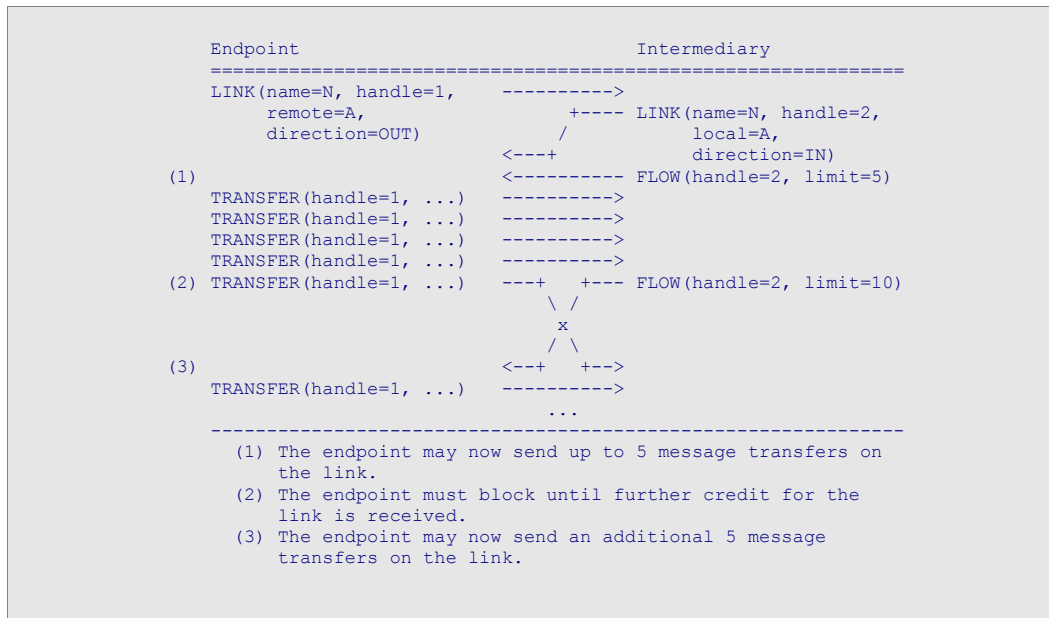 Endpoint                              Intermediary
==============================================================
LINK(name=N, handle=1,    ---------->
     remote=A,                  +---- LINK(name=N, handle=2,
     direction=OUT)            /           local=A,
                          <---+            direction=IN)
(1)                       <---------- FLOW(handle=2, limit=5)
TRANSFER(handle=1, ...)   ---------->
TRANSFER(handle=1, ...)   ---------->
TRANSFER(handle=1, ...)   ---------->
TRANSFER(handle=1, ...)   ---------->
(2) TRANSFER(handle=1, ...)   ---+   +--- FLOW(handle=2, limit=10)
\ /
x
/ \
(3)                       <--+   +-->
TRANSFER(handle=1, ...)   ---------->
...
--------------------------------------------------------------
(1) The endpoint may now send up to 5 message transfers on
the link.
(2) The endpoint must block until further credit for the
link is received.
(3) The endpoint may now send an additional 5 message
transfers on the link.